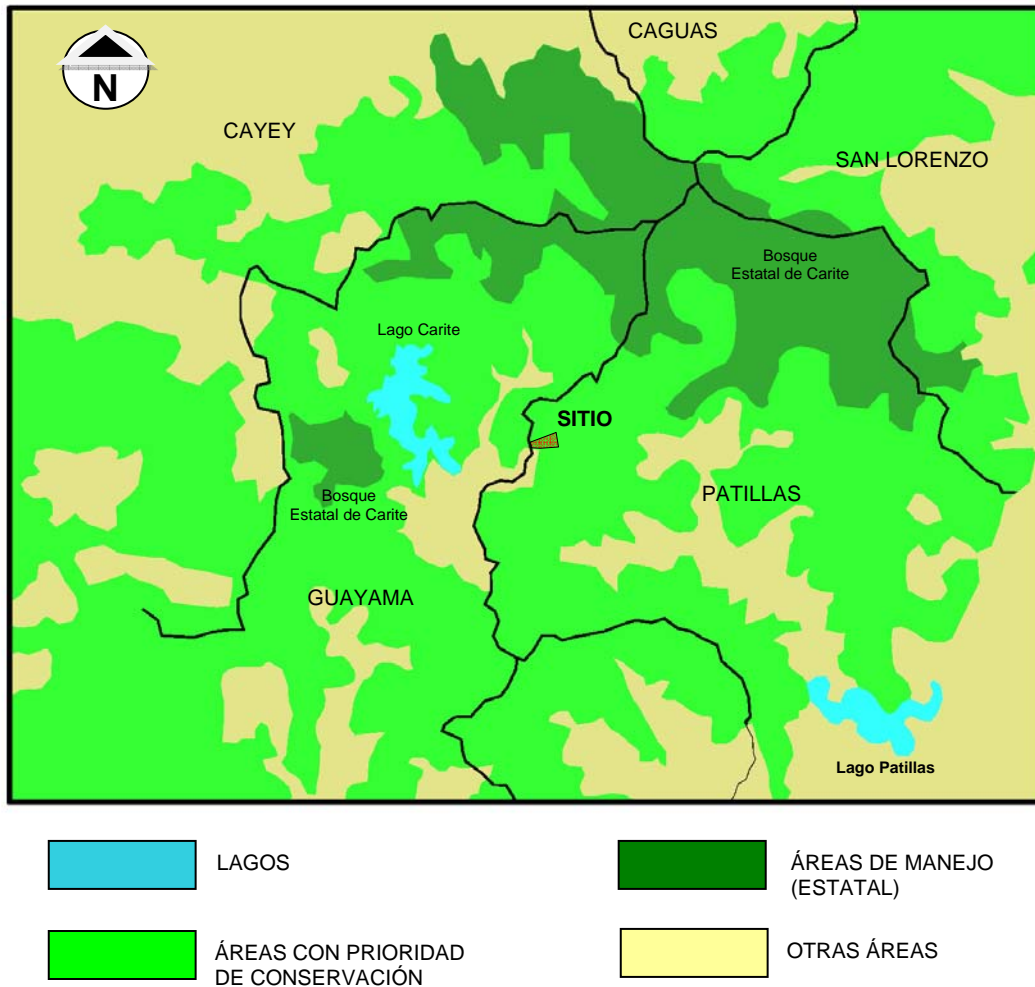 N
CAGUAS
CAYEY
SAN LORENZO
Bosque
Estatal de Carite
Lago Carite
SITIO
Bosque
Estatal de Carite
PATILLAS
GUAYAMA
Lago Patillas
LAGOS
ÁREAS DE MANEJO
(ESTATAL)
ÁREAS CON PRIORIDAD
DE CONSERVACIÓN
OTRAS ÁREAS